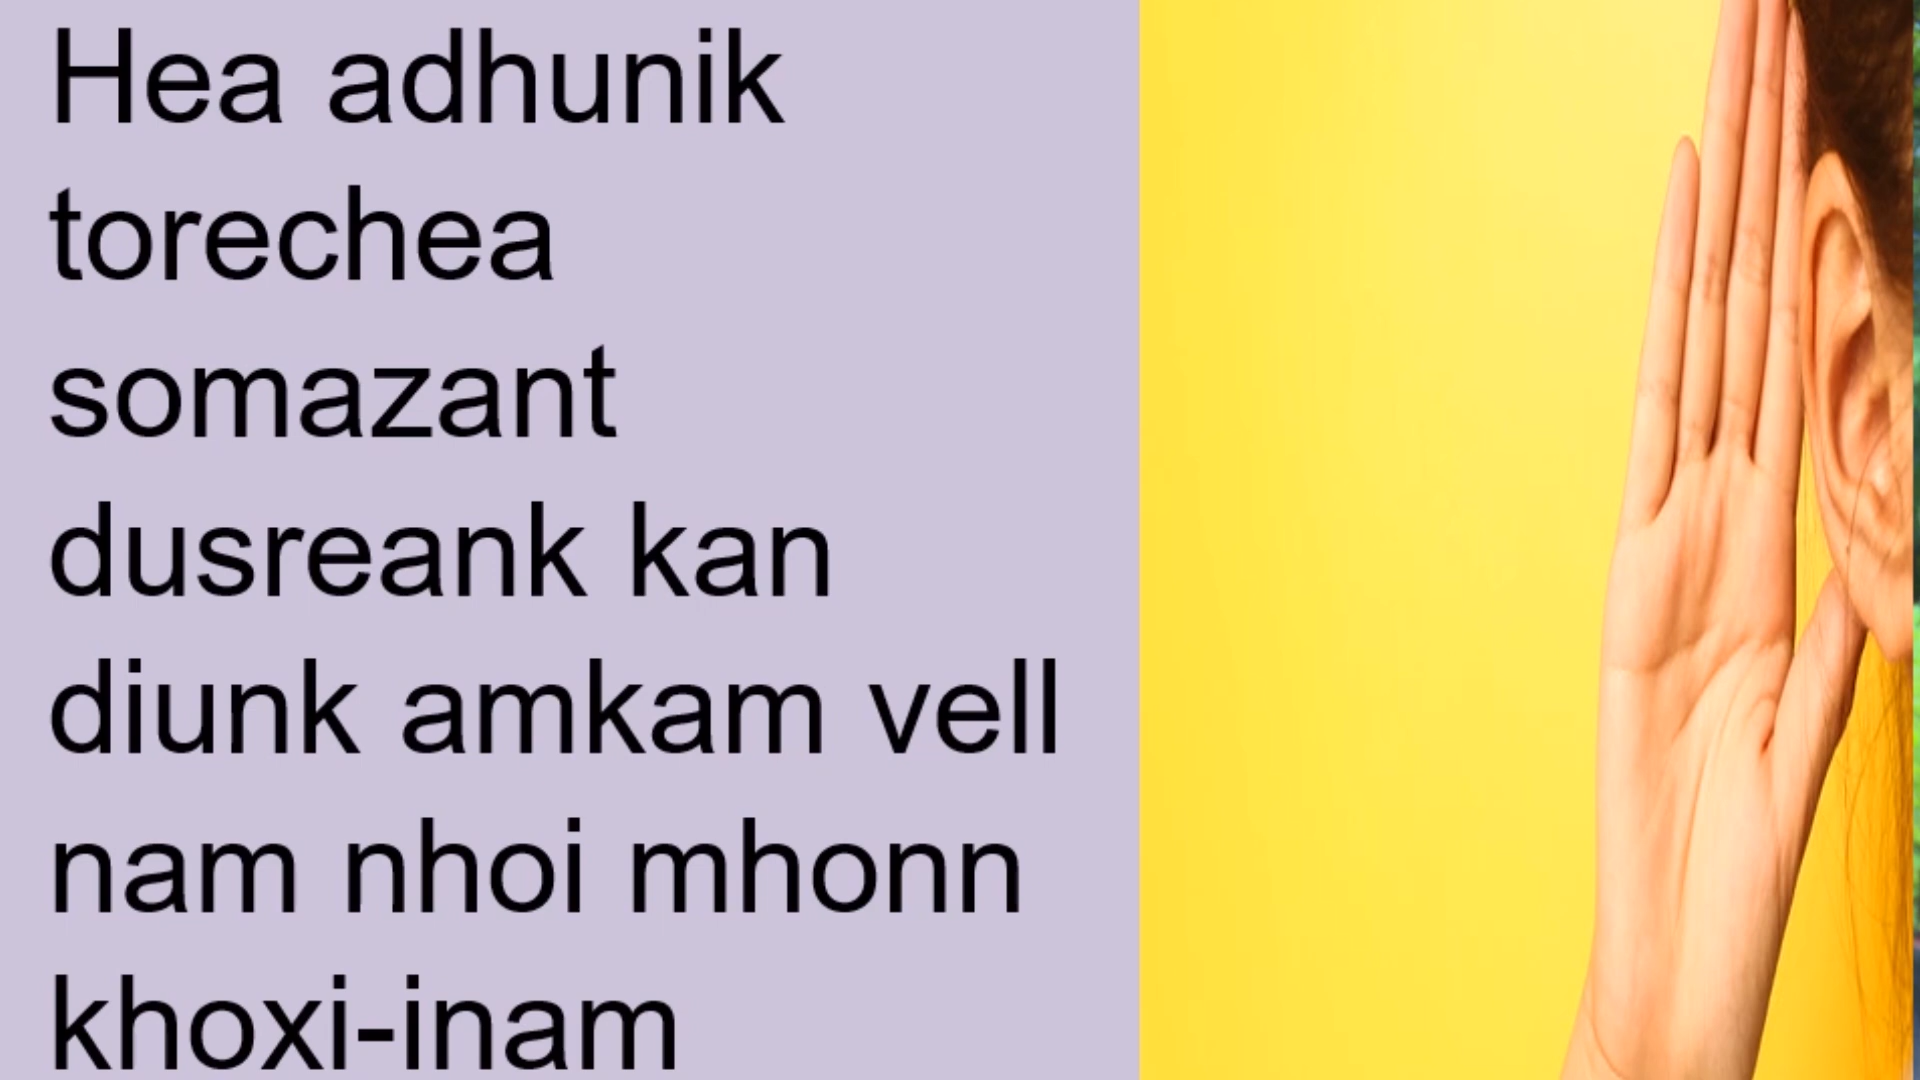 Hea adhunik
torechea
somazant
dusreank kan
diunk amkam vell
nam nhoi mhonn
khoxi-inam